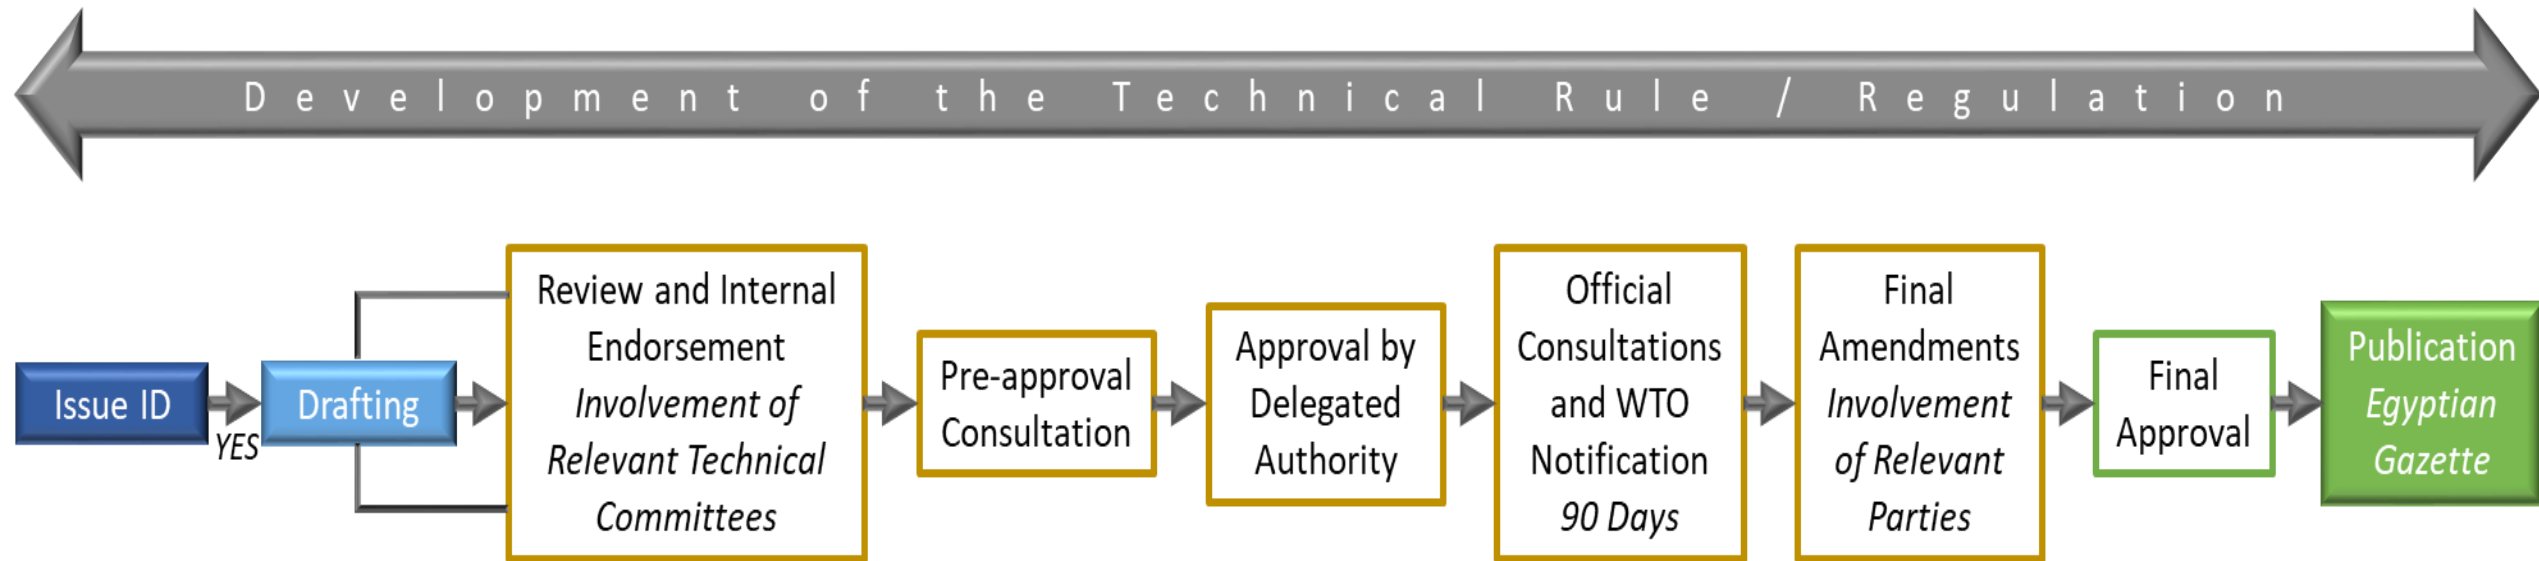 Development of the Technical Rule / Regulation
Issue ID
YES
Drafting
Review and Internal
Endorsement
Involvement of
Relevant Technical
Committees
Pre-approval
Consultation
Approval by
Delegated
Authority
Official
Consultations
and WTO
Notification
90 Days
Final
Amendments
Involvement
of Relevant
Parties
Final
Approval
Publication
Egyptian
Gazette